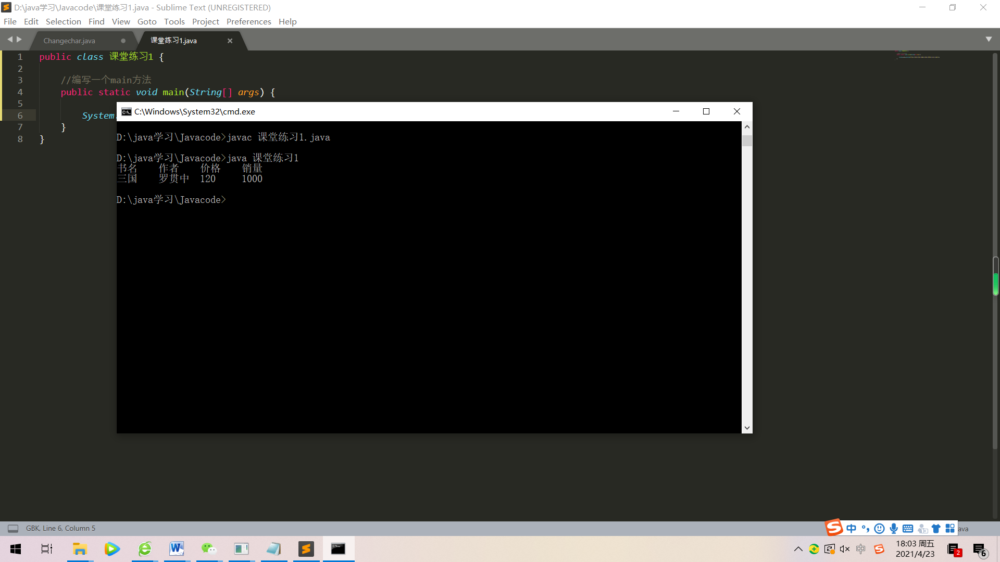 D:\java学习\Javacode\课堂练习1.java - Sublime Text (UNREGISTERED)
File Edit Selection Find View Goto Tools Project Preferences Help
Changechar.java
课堂练习1.java
1 public class 课堂练习1 {
2
3 //编写一个main方法
4 public static void main(String[] args) {
5
6 System
7 }
8 }
C:\Windows\System32\cmd.exe
D:\java学习\Javacode>javac 课堂练习1.java
D:\java学习\Javacode>java 课堂练习1
书名 作者 价格 销量
三国 罗贯中 120 1000
D:\java学习\Javacode>
GBK, Line 6, Column 5
中
ava
中
18:03 周五
2021/4/23
2
6